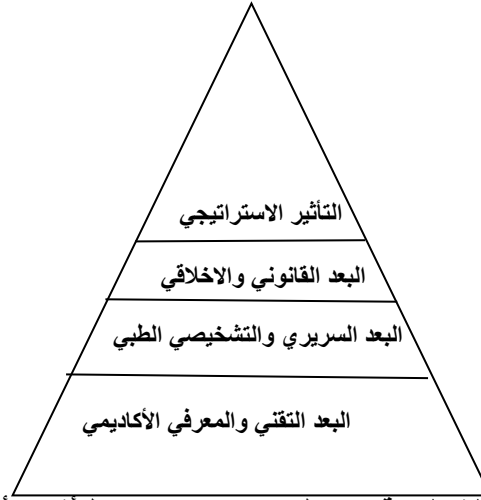 التأثير الاستراتيجي
البعد القانوني والاخلاقي
البعد السريري والتشخيصي الطبي
البعد التقني والمعرفي الأكاديمي